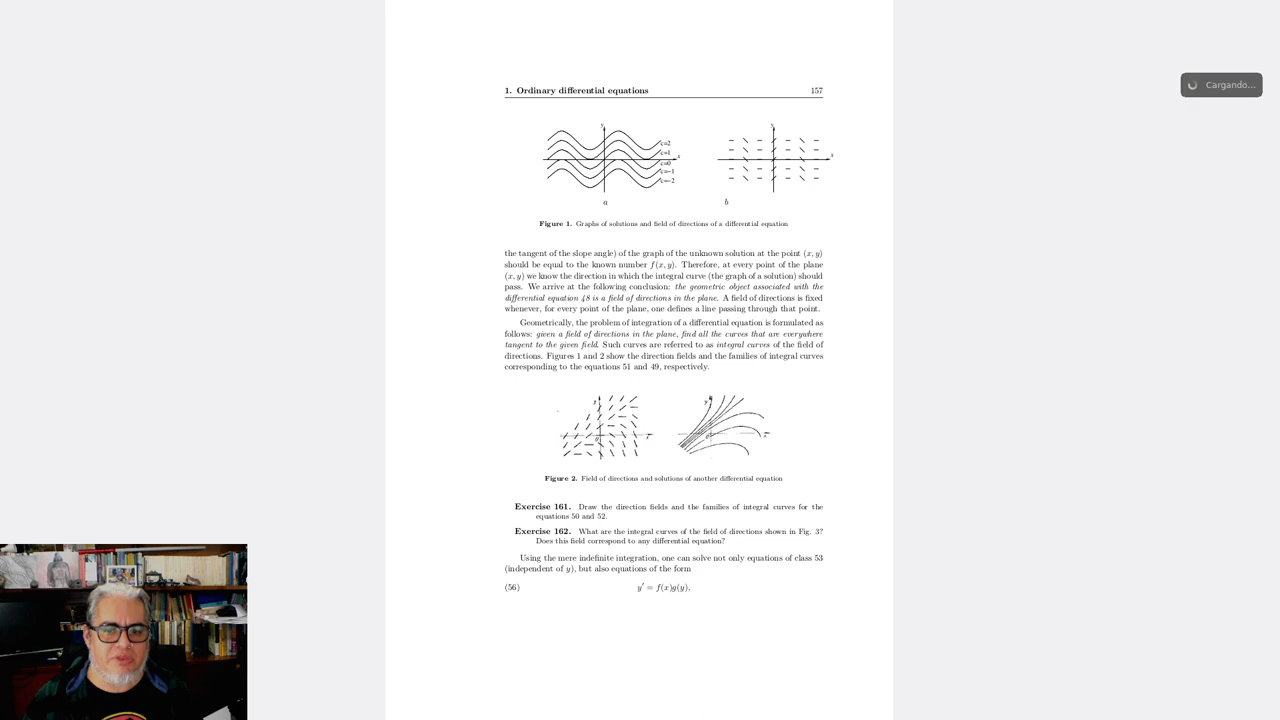 1. Ordinary differential equations 157
Cargando...
y
c=2
c=1
x
c=0
c=−1
c=−2
a
y
x
b
Figure 1. Graphs of solutions and field of directions of a differential equation
the tangent of the slope angle) of the graph of the unknown solution at the point (x, y)
should be equal to the known number f(x, y). Therefore, at every point of the plane
(x, y) we know the direction in which the integral curve (the graph of a solution) should
pass. We arrive at the following conclusion: the geometric object associated with the
differential equation 48 is a field of directions in the plane. A field of directions is fixed
whenever, for every point of the plane, one defines a line passing through that point.
Geometrically, the problem of integration of a differential equation is formulated as
follows: given a field of directions in the plane, find all the curves that are everywhere
tangent to the given field. Such curves are referred to as integral curves of the field of
directions. Figures 1 and 2 show the direction fields and the families of integral curves
corresponding to the equations 51 and 49, respectively.
y
0
x
y
0
x
Figure 2. Field of directions and solutions of another differential equation
Exercise 161. Draw the direction fields and the families of integral curves for the
equations 50 and 52.
Exercise 162. What are the integral curves of the field of directions shown in Fig. 3?
Does this field correspond to any differential equation?
Using the mere indefinite integration, one can solve not only equations of class 53
(independent of y), but also equations of the form
(56) y′ = f(x)g(y),